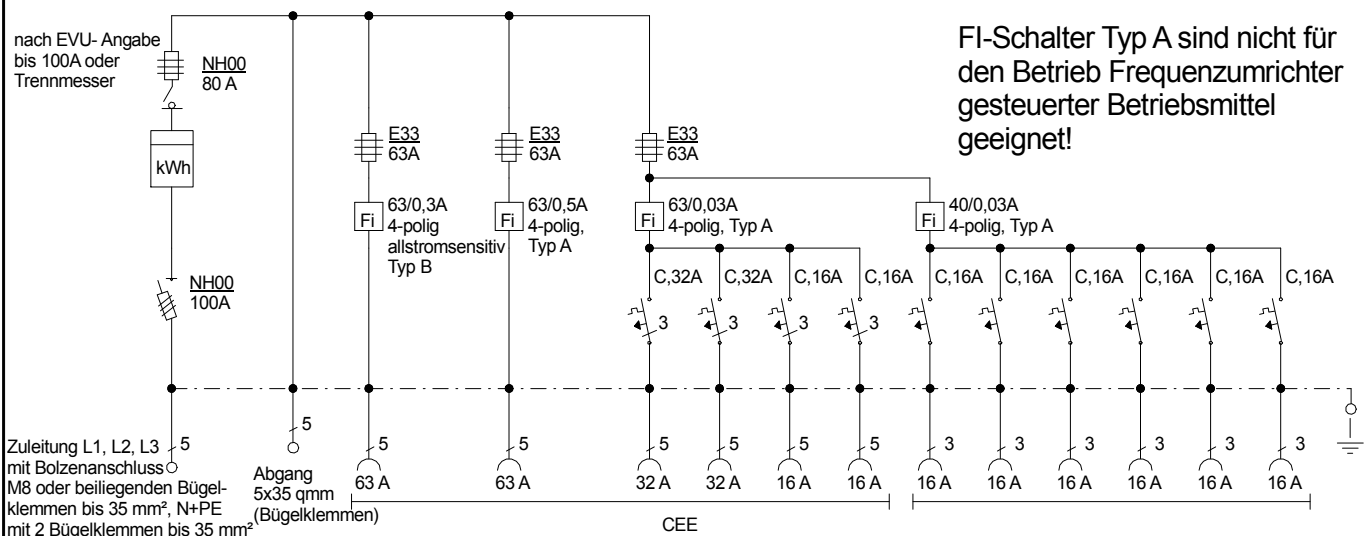 nach EVU- Angabe
bis 100A oder
Trennmesser
NH00
80 A
kWh
NH00
100A
E33
63A
E33
63A
E33
63A
FI-Schalter Typ A sind nicht für
den Betrieb Frequenzumrichter
gesteuerter Betriebsmittel
geeignet!
Fi
63/0,3A
4-polig
allstromsensitiv
Typ B
Fi
63/0,5A
4-polig,
Typ A
Fi
63/0,03A
4-polig, Typ A
Fi
40/0,03A
4-polig, Typ A
C,32A
C,32A
C,16A
C,16A
C,16A
C,16A
C,16A
C,16A
C,16A
C,16A
3
3
3
3
Zuleitung L1, L2, L3
mit Bolzenanschluss
M8 oder beiliegenden Bügel-
klemmen bis 35 mm², N+PE
mit 2 Bügelklemmen bis 35 mm²
5
5
Abgang
5x35 qmm
(Bügelklemmen)
5
5
5
5
5
5
3
3
3
3
3
3
63 A
63 A
32 A
32 A
16 A
16 A
16 A
16 A
16 A
16 A
16 A
16 A
CEE